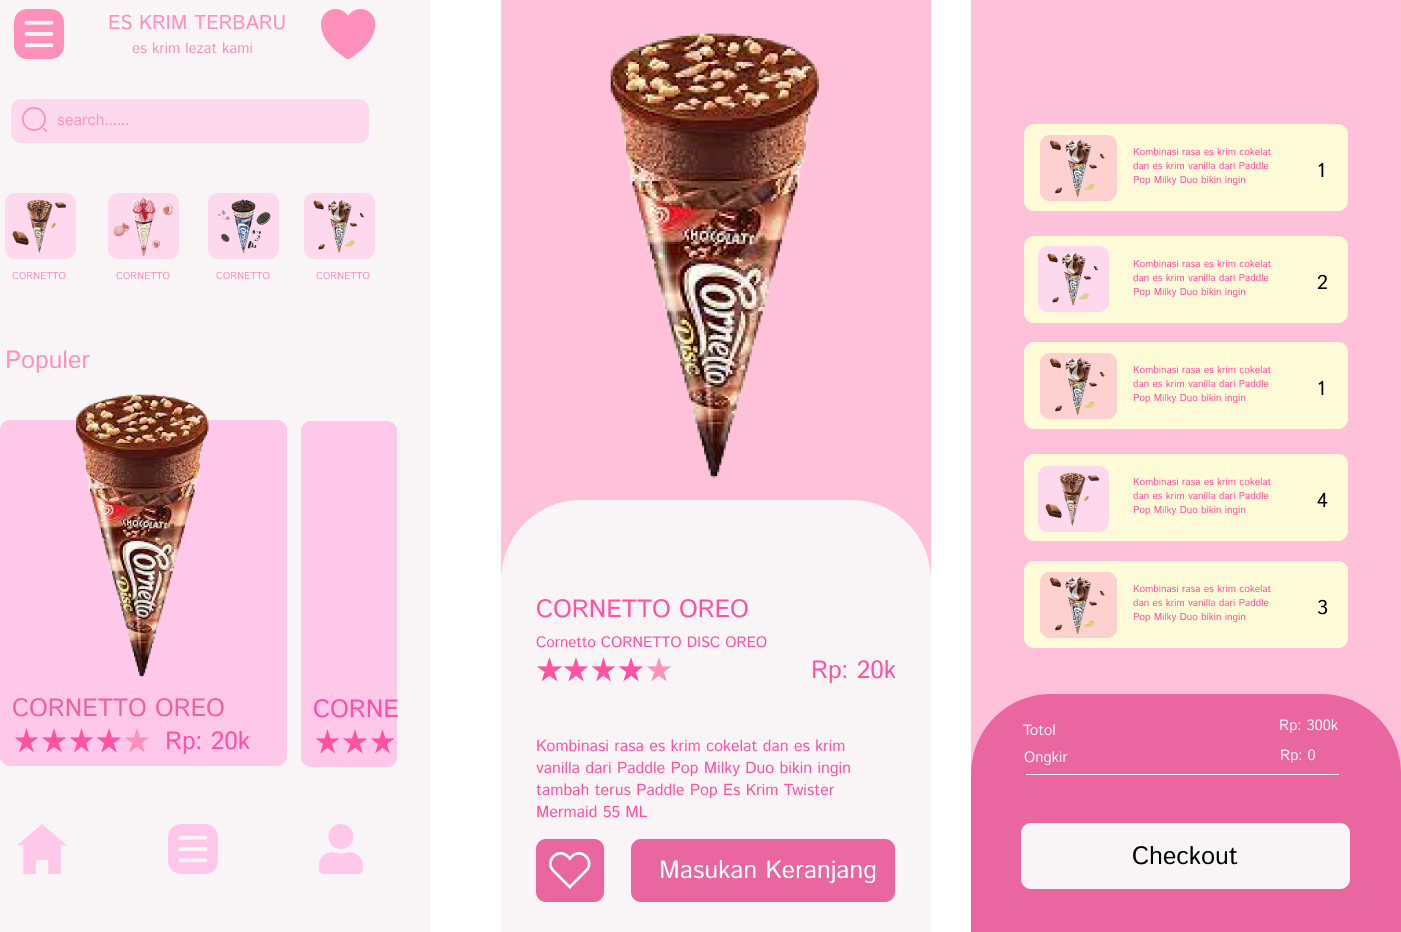 ES KRIM TERBARU
es krim lezat kami
search......
CORNETTO
CORNETTO
CORNETTO
CORNETTO
Populer
CHOCOLATE
Cornetto
Disc
CORNETTO OREO
Rp: 20k
CORNE
CHOCOLATE
Cornetto
Disc
CORNETTO OREO
Cornetto CORNETTO DISC OREO
Rp: 20k
Kombinasi rasa es krim cokelat dan es krim
vanilla dari Paddle Pop Milky Duo bikin ingin
tambah terus Paddle Pop Es Krim Twister
Mermaid 55 ML
Masukan Keranjang
Kombinasi rasa es krim cokelat
dan es krim vanilla dari Paddle
Pop Milky Duo bikin ingin
1
Kombinasi rasa es krim cokelat
dan es krim vanilla dari Paddle
Pop Milky Duo bikin ingin
2
Kombinasi rasa es krim cokelat
dan es krim vanilla dari Paddle
Pop Milky Duo bikin ingin
1
Kombinasi rasa es krim cokelat
dan es krim vanilla dari Paddle
Pop Milky Duo bikin ingin
4
Kombinasi rasa es krim cokelat
dan es krim vanilla dari Paddle
Pop Milky Duo bikin ingin
3
Totol Rp: 300k
Ongkir Rp: 0
Checkout